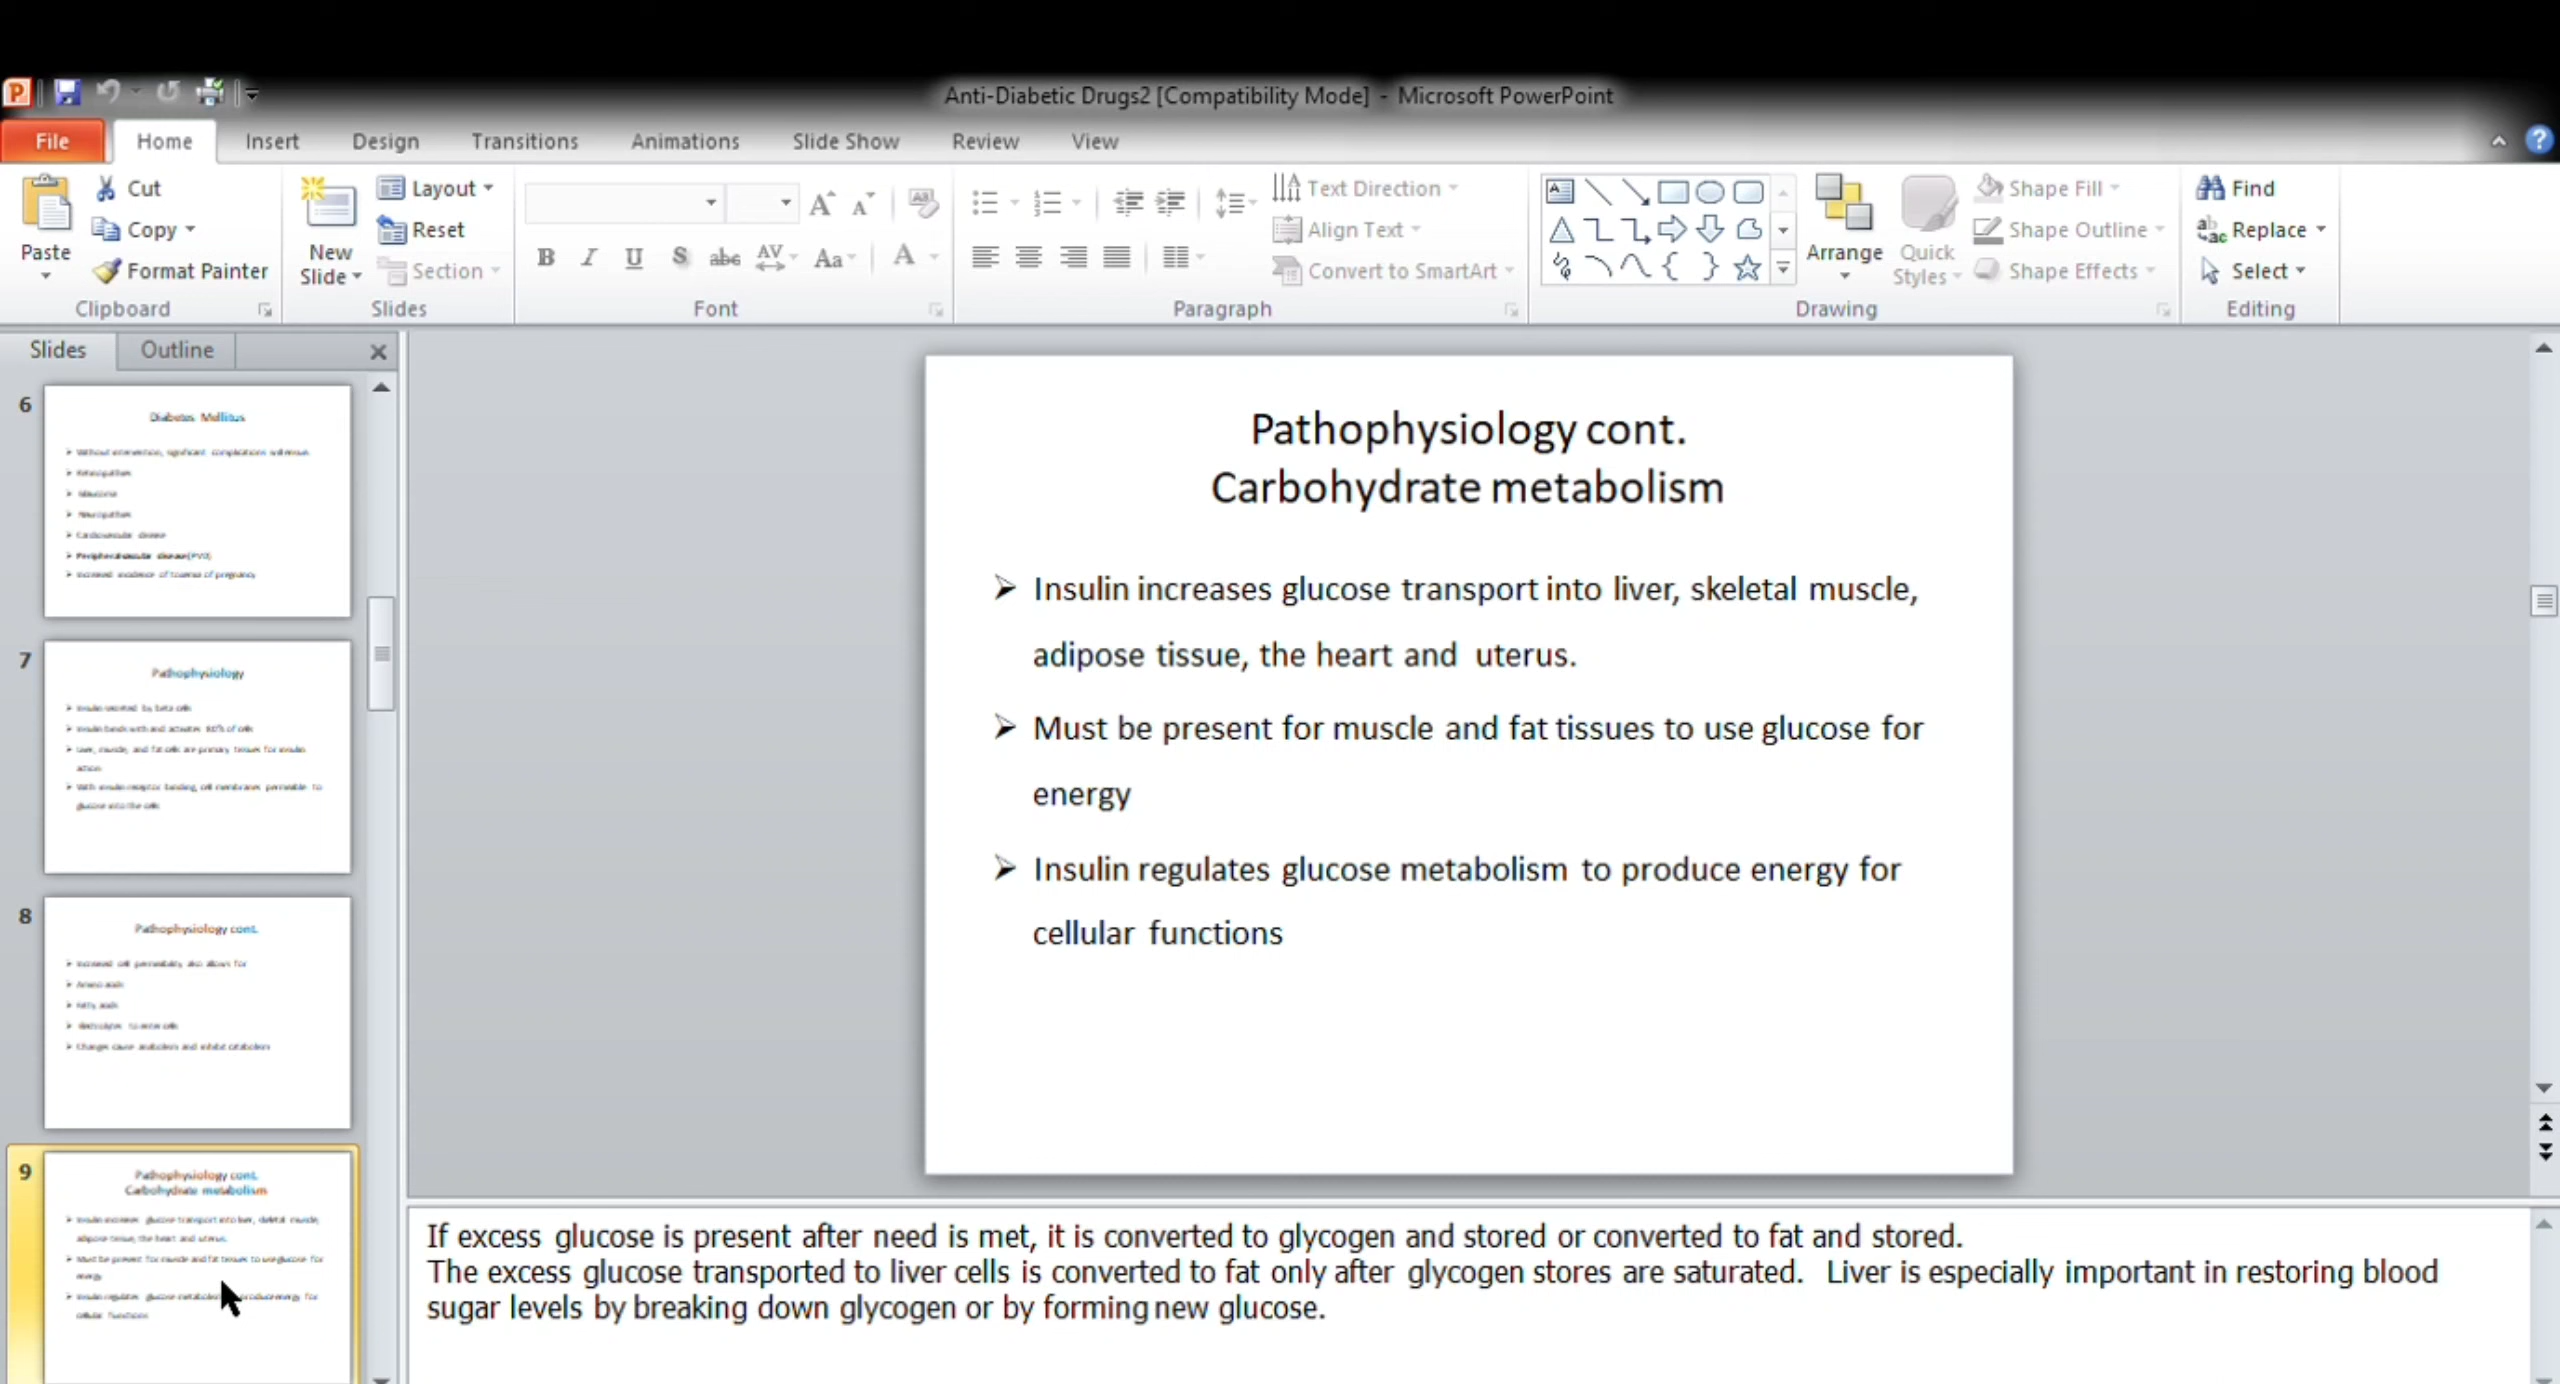 Anti-Diabetic Drugs2 [Compatibility Mode] - Microsoft PowerPoint
File Home Insert Design Transitions Animations Slide Show Review View
Paste
Cut
Copy
Format Painter
Clipboard
New
Slide
Layout
Reset
Section
Slides
Font
Text Direction
Align Text
Convert to SmartArt
Paragraph
Arrange
Quick
Styles
Shape Fill
Shape Outline
Shape Effects
Drawing
Find
Replace
Select
Editing
Slides Outline
6
Diabetes Mellitus
7
Pathophysiology
8
Pathophysiology cont.
9
Pathophysiology cont.
Carbohydrate metabolism
Pathophysiology cont.
Carbohydrate metabolism
➢ Insulin increases glucose transport into liver, skeletal muscle,
adipose tissue, the heart and uterus.
➢ Must be present for muscle and fat tissues to use glucose for
energy
➢ Insulin regulates glucose metabolism to produce energy for
cellular functions
If excess glucose is present after need is met, it is converted to glycogen and stored or converted to fat and stored.
The excess glucose transported to liver cells is converted to fat only after glycogen stores are saturated. Liver is especially important in restoring blood
sugar levels by breaking down glycogen or by forming new glucose.